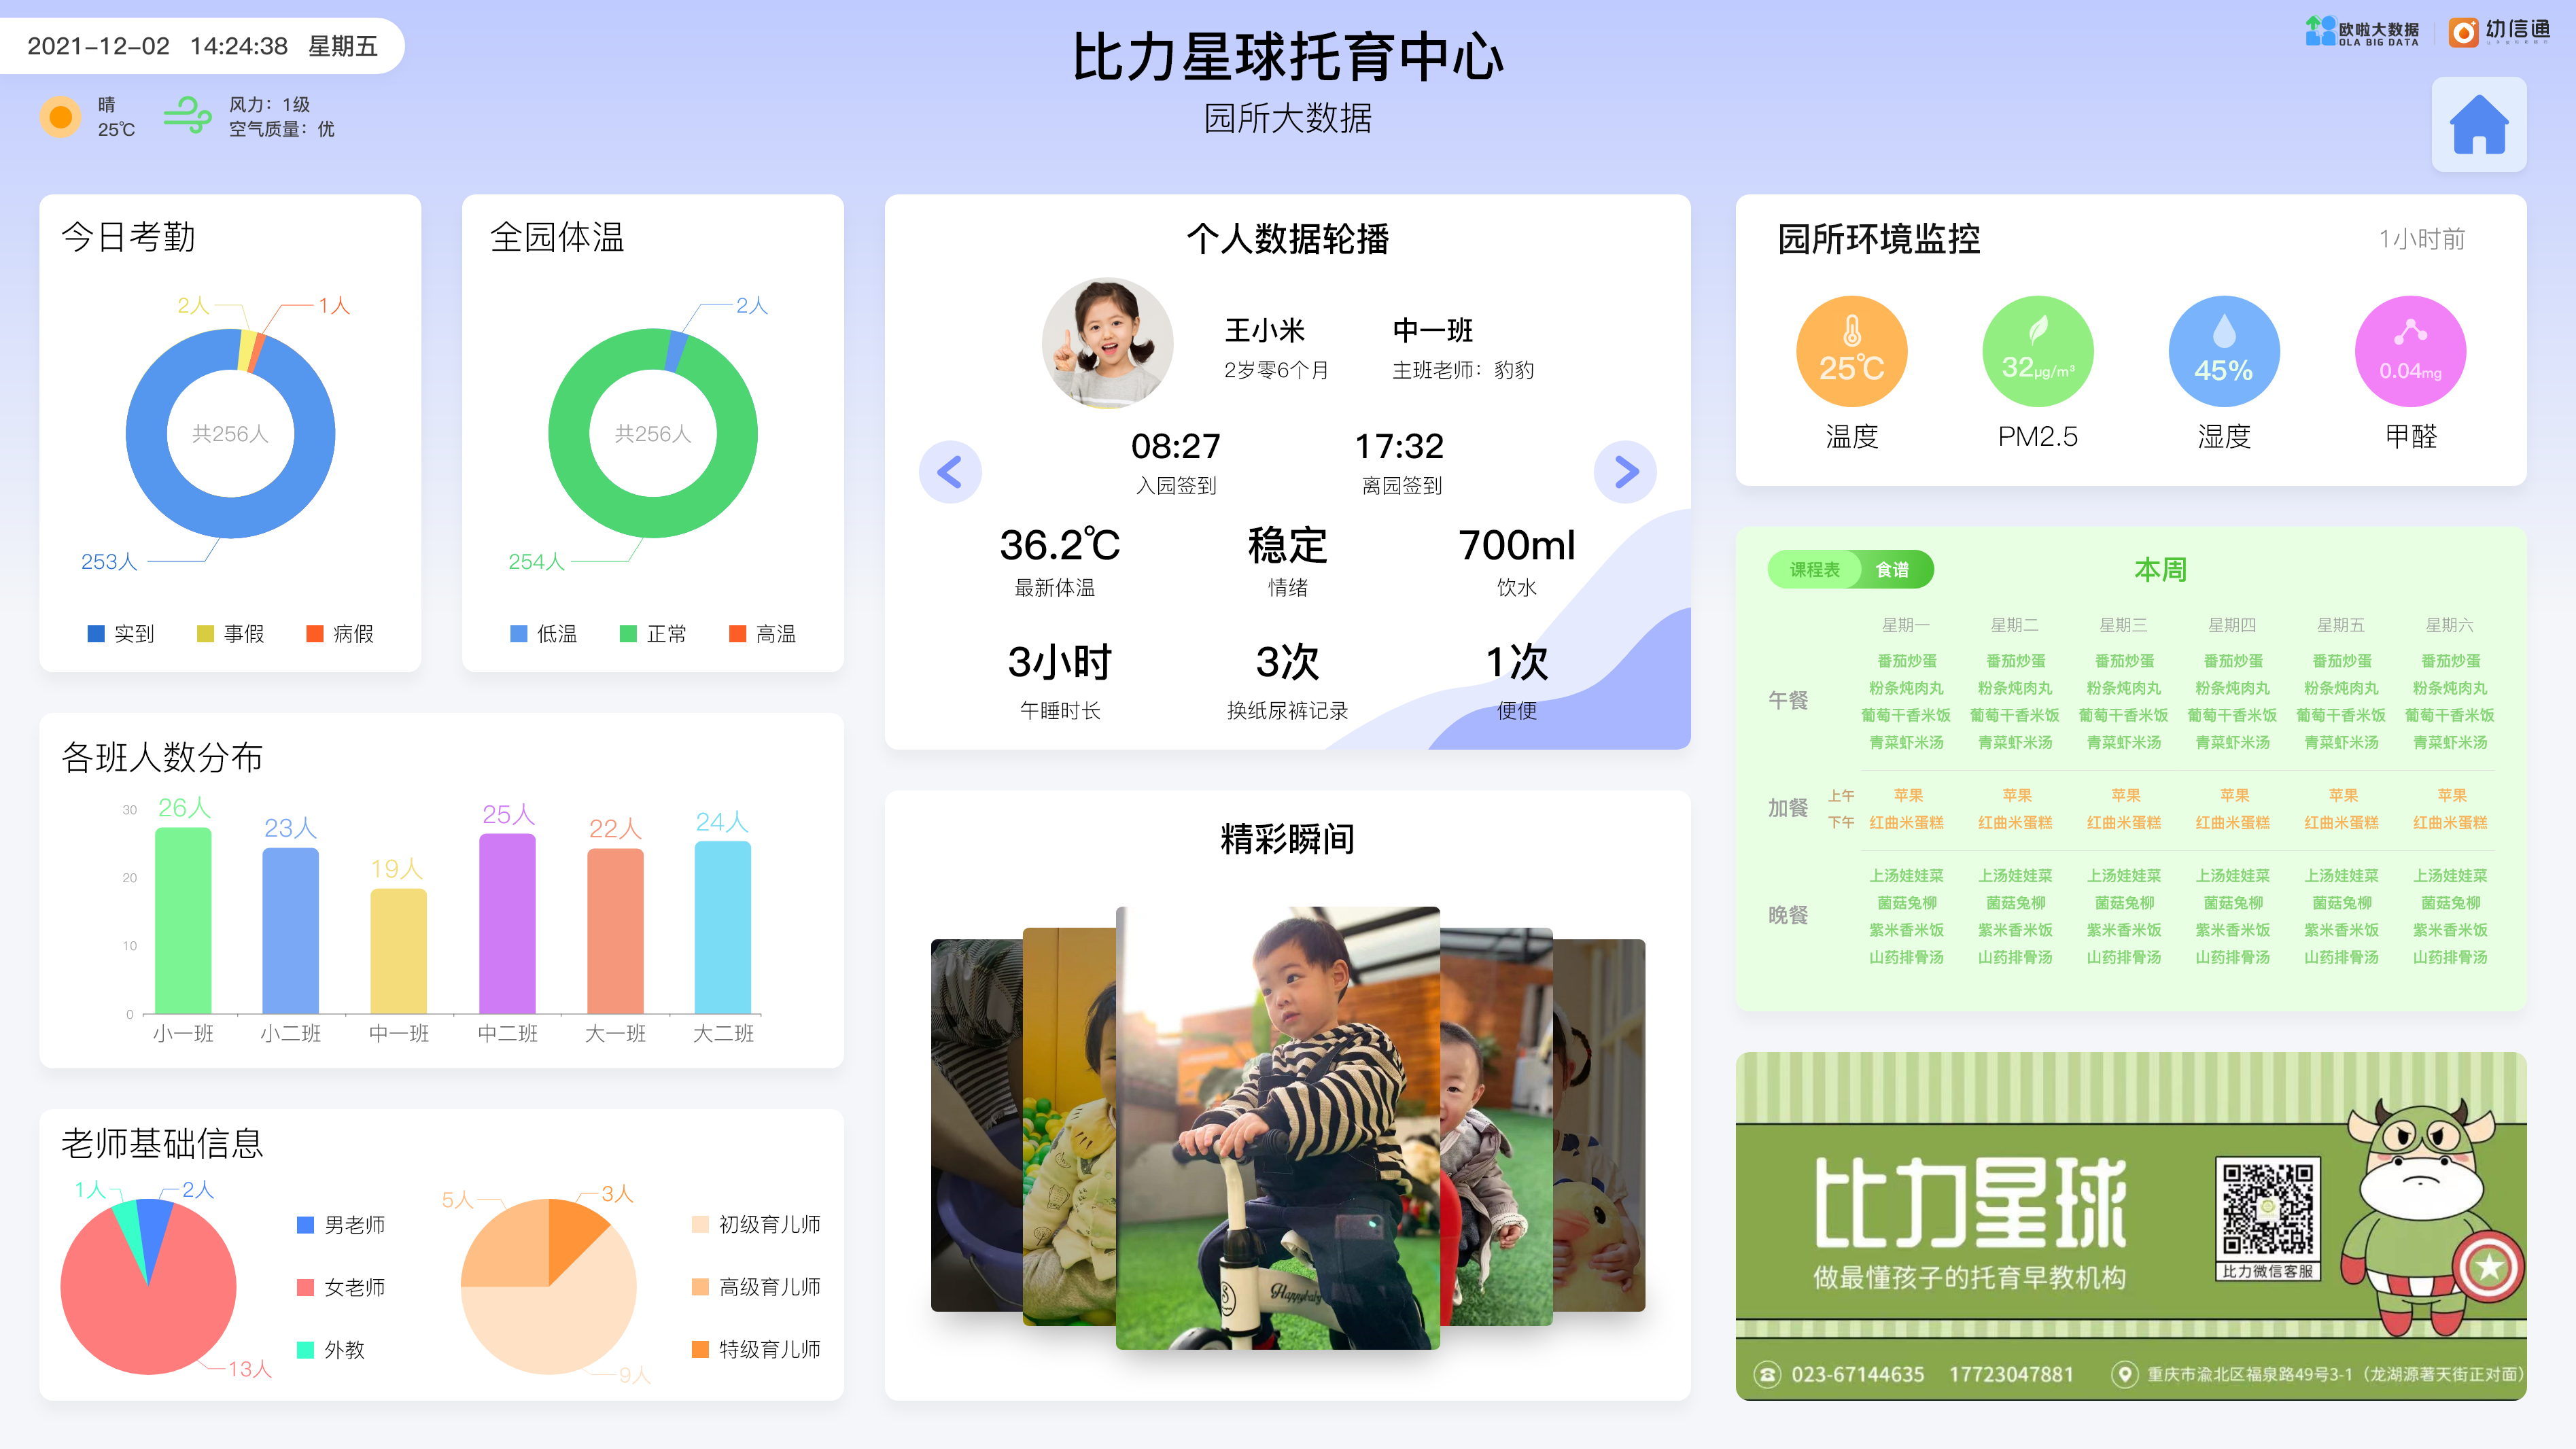 2021-12-02 14:24:38 星期五
比力星球托育中心
园所大数据
欧啦大数据
OLA BIG DATA
幼信通
晴
25℃
风力：1级
空气质量：优
今日考勤
2人
1人
共256人
253人
实到
事假
病假
全园体温
2人
共256人
254人
低温
正常
高温
各班人数分布
30
20
10
0
26人
23人
19人
25人
22人
24人
小一班
小二班
中一班
中二班
大一班
大二班
老师基础信息
1人
2人
13人
男老师
女老师
外教
5人
3人
9人
初级育儿师
高级育儿师
特级育儿师
个人数据轮播
王小米
2岁零6个月
中一班
主班老师：豹豹
08:27
入园签到
17:32
离园签到
36.2℃
最新体温
稳定
情绪
700ml
饮水
3小时
午睡时长
3次
换纸尿裤记录
1次
便便
精彩瞬间
Happybaby
园所环境监控
1小时前
25℃
温度
32μg/m³
PM2.5
45%
湿度
0.04mg
甲醛
课程表
食谱
本周
星期一 星期二 星期三 星期四 星期五 星期六
午餐
番茄炒蛋 番茄炒蛋 番茄炒蛋 番茄炒蛋 番茄炒蛋 番茄炒蛋
粉条炖肉丸 粉条炖肉丸 粉条炖肉丸 粉条炖肉丸 粉条炖肉丸 粉条炖肉丸
葡萄干香米饭 葡萄干香米饭 葡萄干香米饭 葡萄干香米饭 葡萄干香米饭 葡萄干香米饭
青菜虾米汤 青菜虾米汤 青菜虾米汤 青菜虾米汤 青菜虾米汤 青菜虾米汤
加餐
上午 苹果 苹果 苹果 苹果 苹果 苹果
下午 红曲米蛋糕 红曲米蛋糕 红曲米蛋糕 红曲米蛋糕 红曲米蛋糕 红曲米蛋糕
晚餐
上汤娃娃菜 上汤娃娃菜 上汤娃娃菜 上汤娃娃菜 上汤娃娃菜 上汤娃娃菜
菌菇兔柳 菌菇兔柳 菌菇兔柳 菌菇兔柳 菌菇兔柳 菌菇兔柳
紫米香米饭 紫米香米饭 紫米香米饭 紫米香米饭 紫米香米饭 紫米香米饭
山药排骨汤 山药排骨汤 山药排骨汤 山药排骨汤 山药排骨汤 山药排骨汤
比力星球
做最懂孩子的托育早教机构
比力微信客服
023-67144635 17723047881
重庆市渝北区福泉路49号3-1（龙湖源著天街正对面）